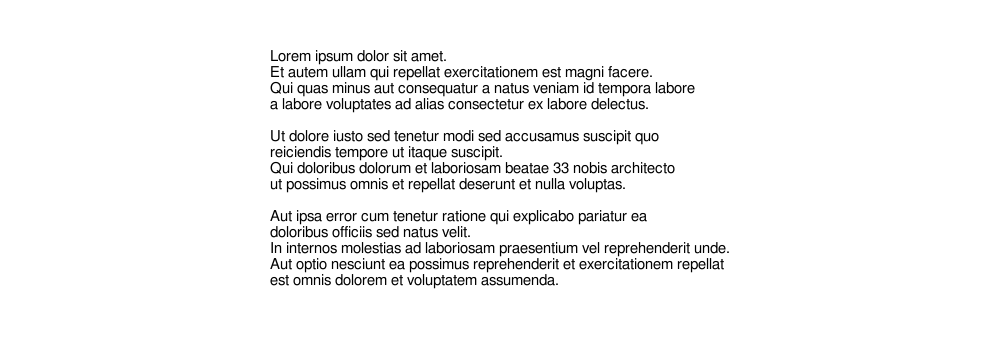 Lorem ipsum dolor sit amet.
Et autem ullam qui repellat exercitationem est magni facere.
Qui quas minus aut consequatur a natus veniam id tempora labore
a labore voluptates ad alias consectetur ex labore delectus.

Ut dolore iusto sed tenetur modi sed accusamus suscipit quo
reiciendis tempore ut itaque suscipit.
Qui doloribus dolorum et laboriosam beatae 33 nobis architecto
ut possimus omnis et repellat deserunt et nulla voluptas.

Aut ipsa error cum tenetur ratione qui explicabo pariatur ea
doloribus officiis sed natus velit.
In internos molestias ad laboriosam praesentium vel reprehenderit unde.
Aut optio nesciunt ea possimus reprehenderit et exercitationem repellat
est omnis dolorem et voluptatem assumenda.